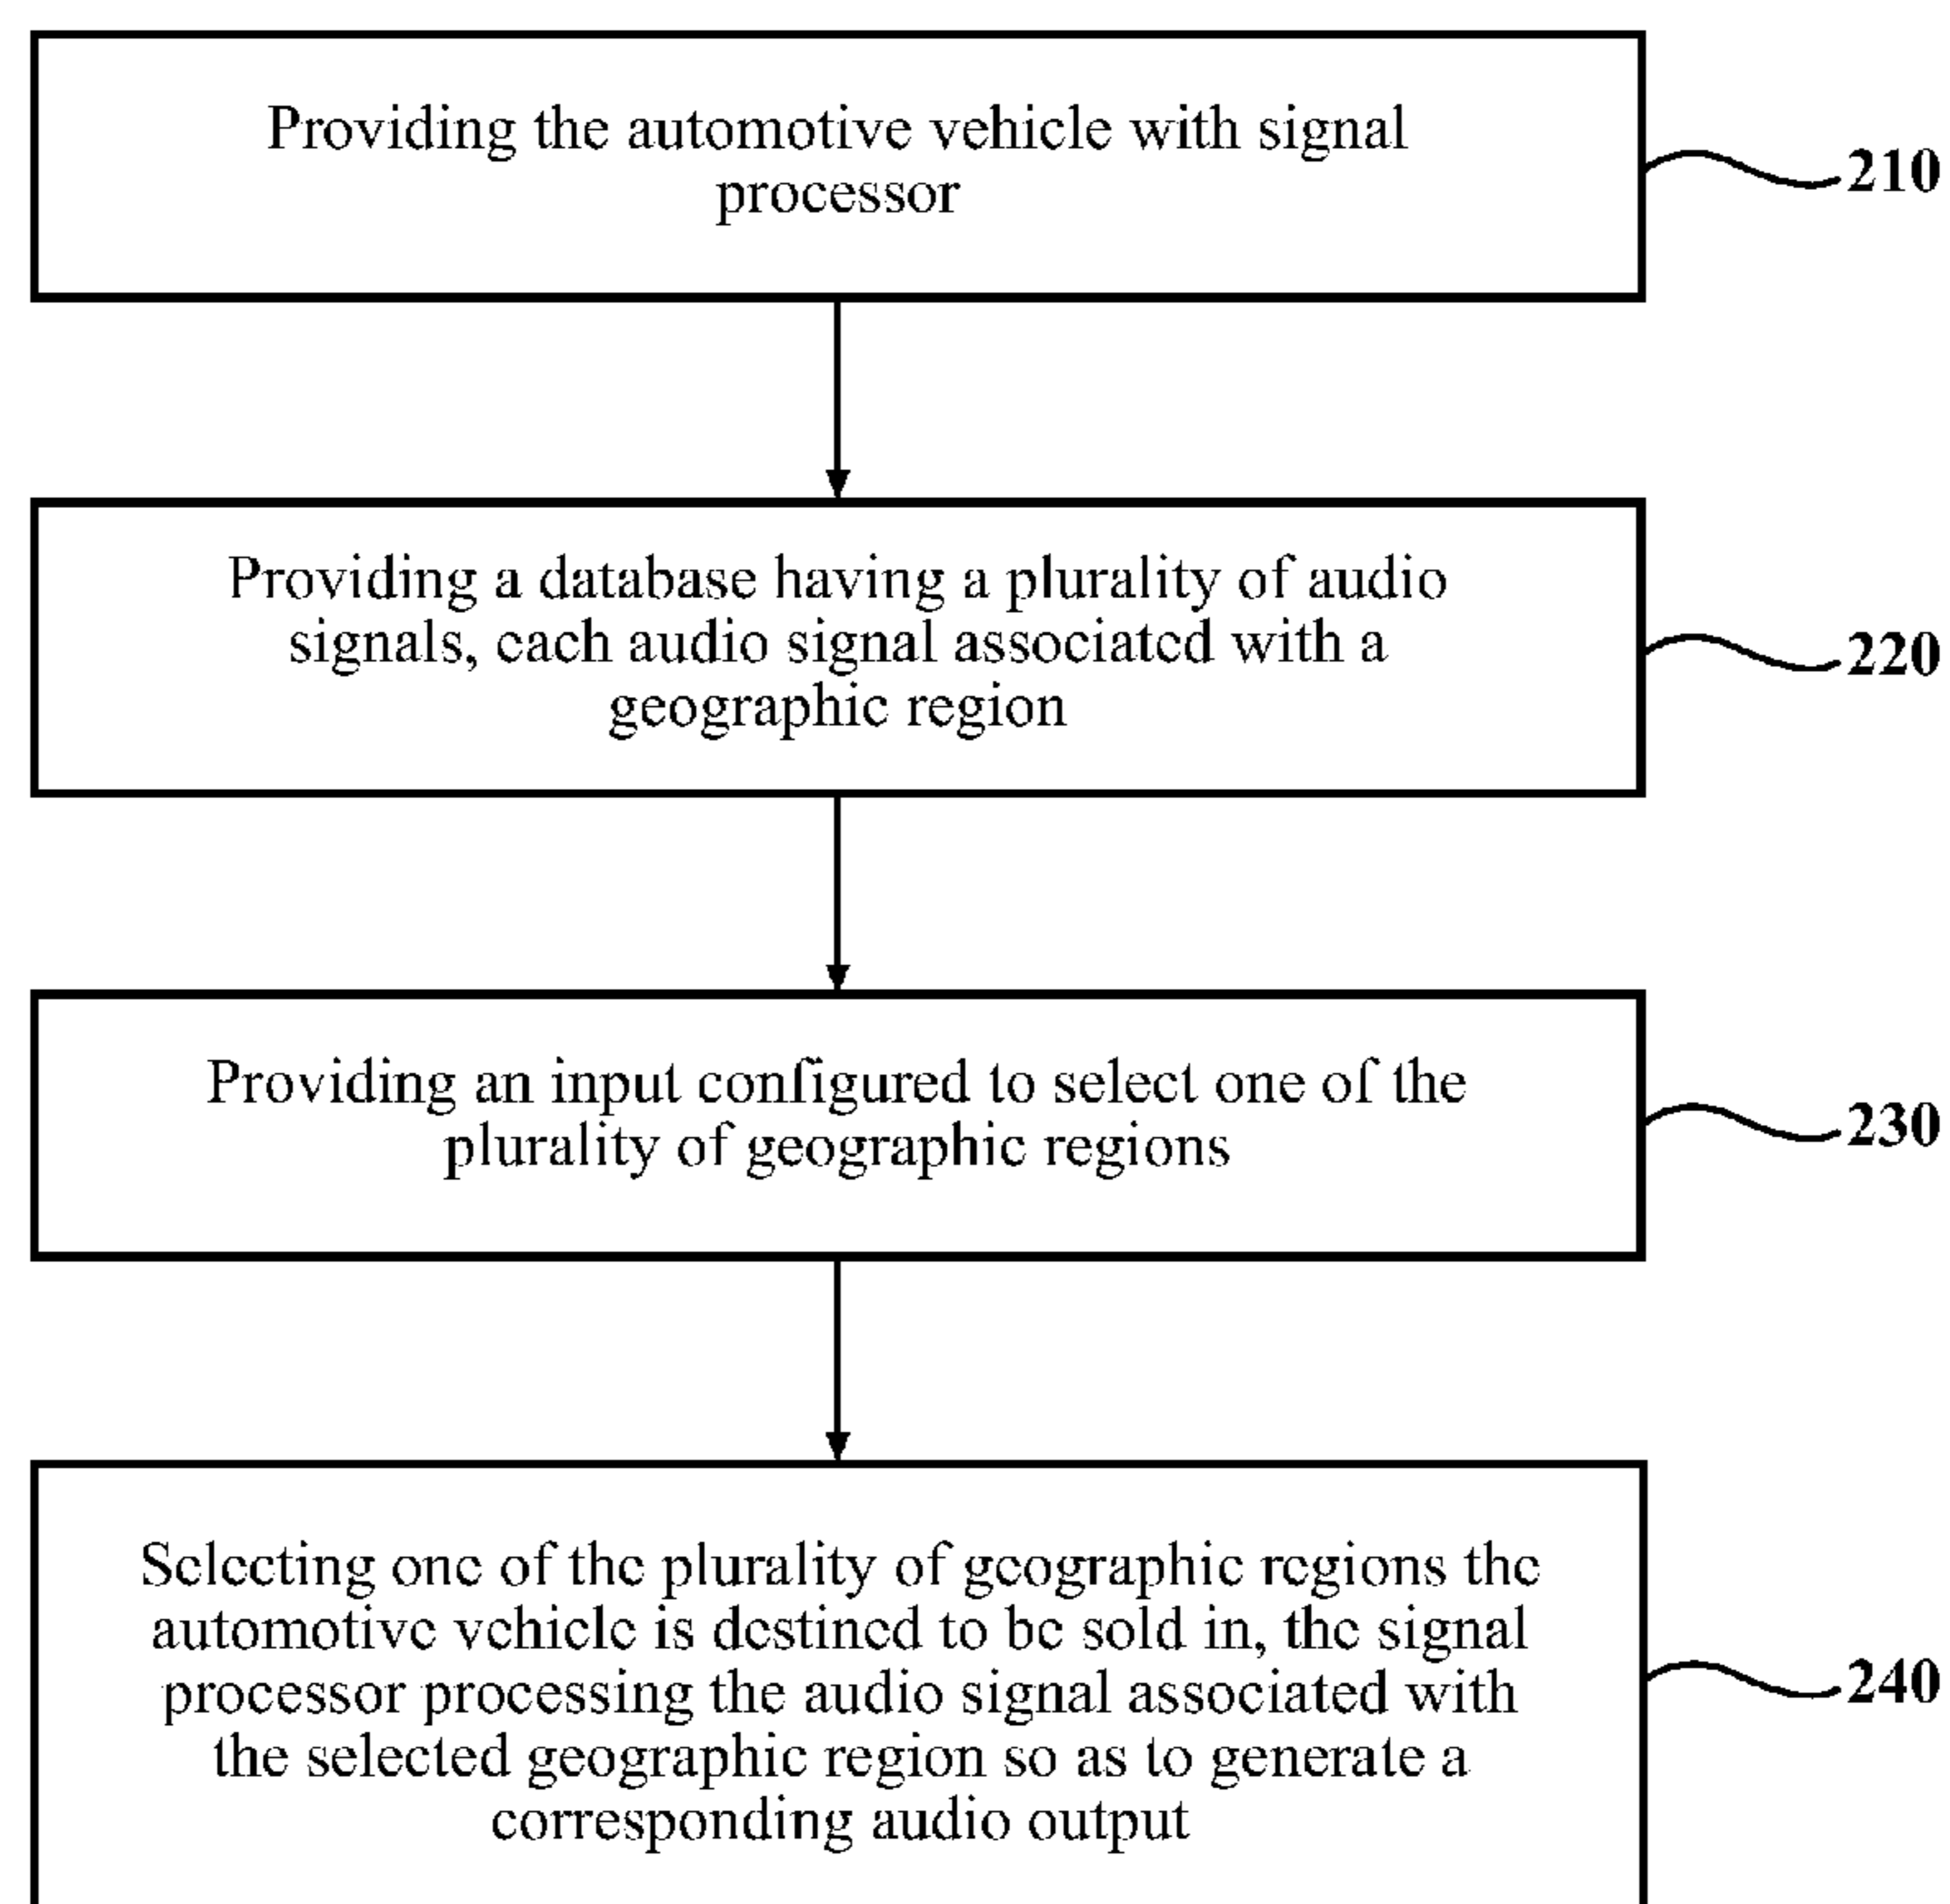 Providing the automotive vehicle with signal
processor
210
Providing a database having a plurality of audio
signals, each audio signal associated with a
geographic region
220
Providing an input configured to select one of the
plurality of geographic regions
230
Selecting one of the plurality of geographic regions the
automotive vehicle is destined to be sold in, the signal
processor processing the audio signal associated with
the selected geographic region so as to generate a
corresponding audio output
240